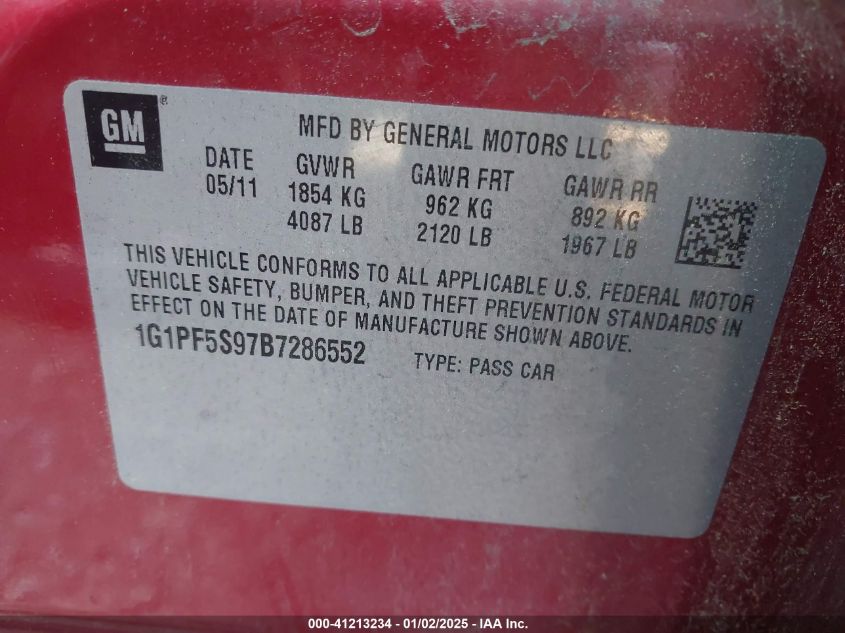 GM®
MFD BY GENERAL MOTORS LLC
DATE GVWR GAWR FRT GAWR RR
05/11 1854 KG 962 KG 892 KG
4087 LB 2120 LB 1967 LB
THIS VEHICLE CONFORMS TO ALL APPLICABLE U.S. FEDERAL MOTOR
VEHICLE SAFETY, BUMPER, AND THEFT PREVENTION STANDARDS IN
EFFECT ON THE DATE OF MANUFACTURE SHOWN ABOVE.
1G1PF5S97B7286552 TYPE: PASS CAR
000-41213234 - 01/02/2025 - IAA Inc.